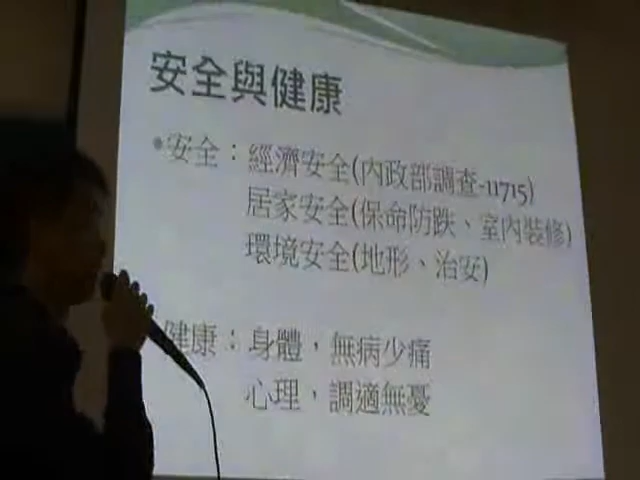 安全與健康
•安全：經濟安全(內政部調查-11715)
居家安全(保命防跌、室內裝修)
環境安全(地形、治安)
健康：身體，無病少痛
心理，調適無憂